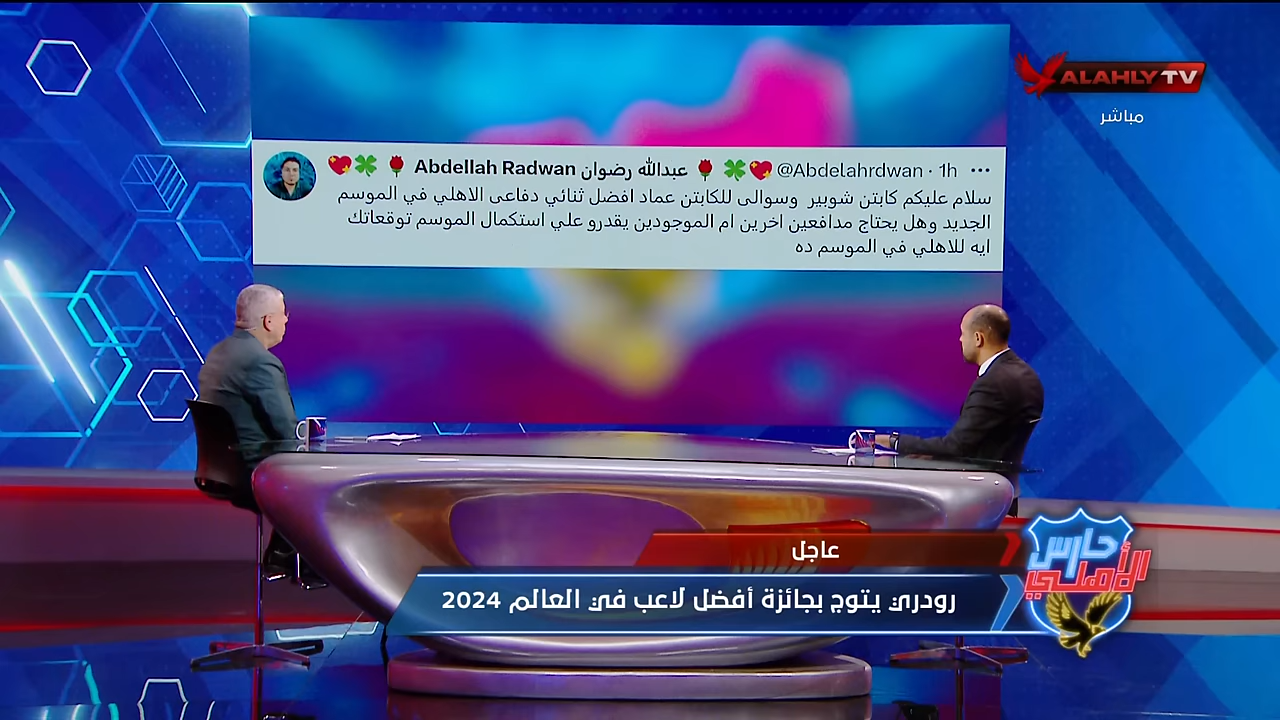 ALAHLY TV
مباشر
💖🍀 🌹 Abdellah Radwan عبدالله رضوان 🌹 🍀💖 @Abdelahrdwan · 1h ...
سلام عليكم كابتن شوبير وسوالى للكابتن عماد افضل ثنائي دفاعى الاهلي في الموسم
الجديد وهل يحتاج مدافعين اخرين ام الموجودين يقدرو علي استكمال الموسم توقعاتك
ايه للاهلي في الموسم ده
عاجل
رودري يتوج بجائزة أفضل لاعب في العالم 2024
حارس
الأهلي